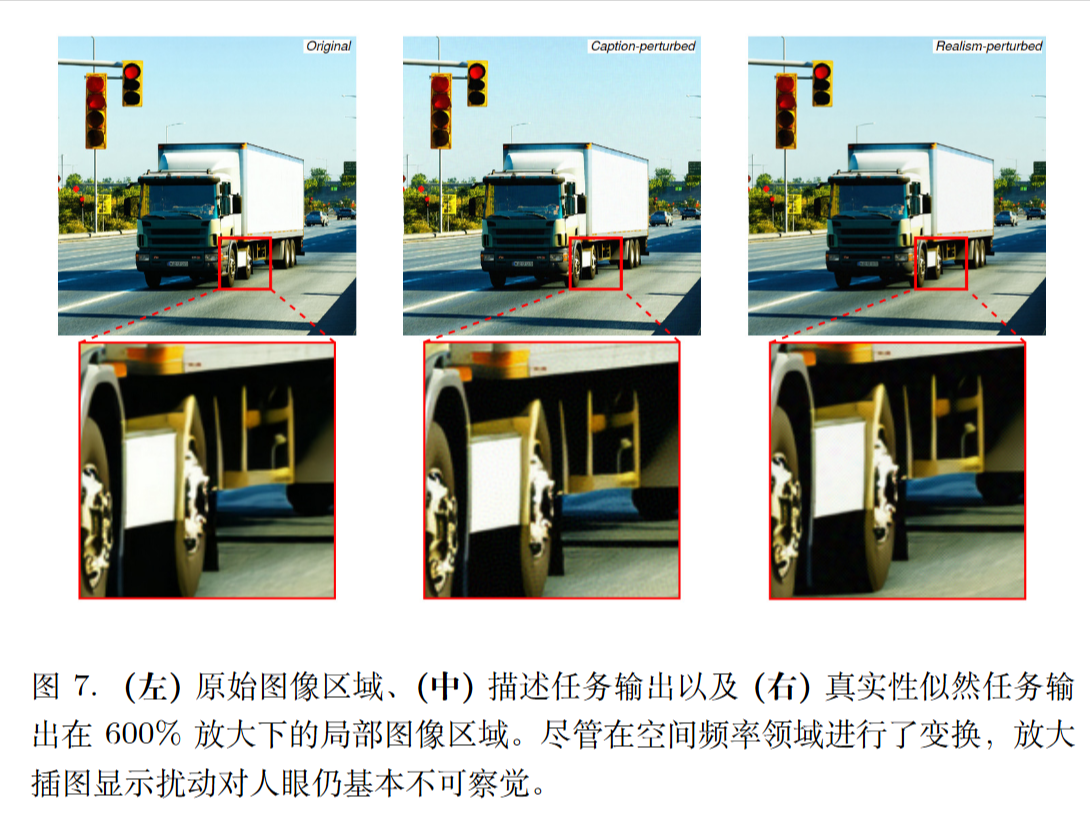 Original
Caption-perturbed
Realism-perturbed
图 7. (左) 原始图像区域、(中) 描述任务输出以及 (右) 真实性似然任务输
出在 600% 放大下的局部图像区域。尽管在空间频率领域进行了变换，放大
插图显示扰动对人眼仍基本不可察觉。